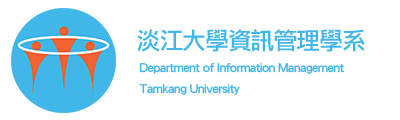 淡江大學資訊管理學系
Department of Information Management
Tamkang University